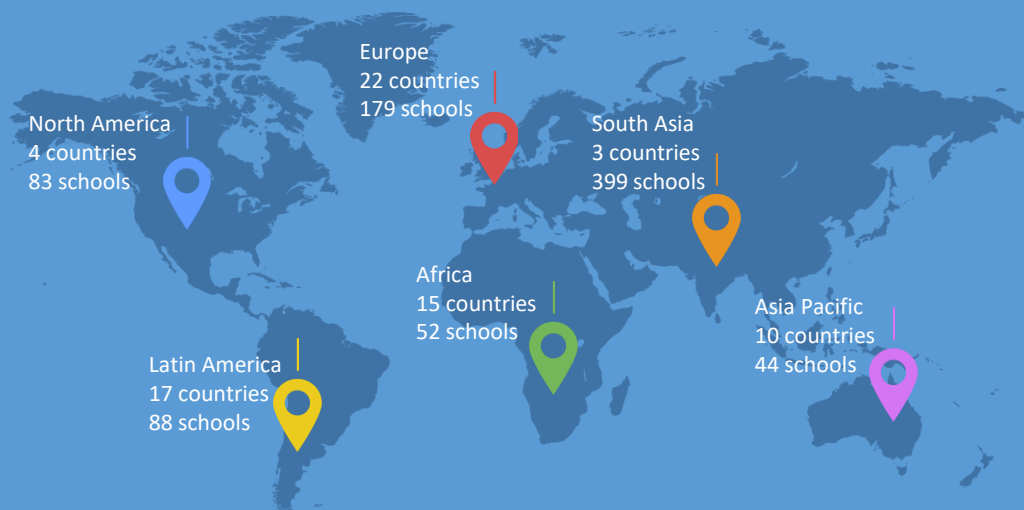 Europe
22 countries
179 schools
North America
4 countries
83 schools
South Asia
3 countries
399 schools
Africa
15 countries
52 schools
Asia Pacific
10 countries
44 schools
Latin America
17 countries
88 schools